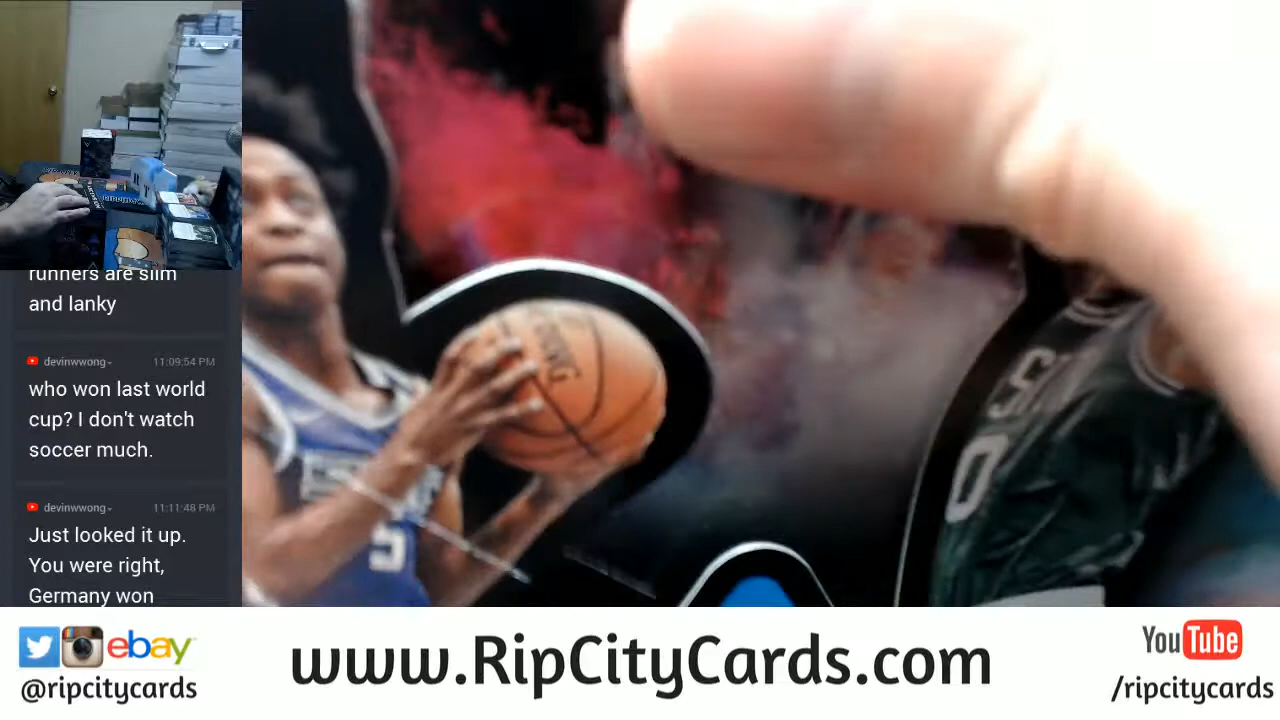 runners are slim
and lanky
devinwwong 11:09:54 PM
who won last world
cup? I don't watch
soccer much.
devinwwong 11:11:48 PM
Just looked it up.
You were right,
Germany won
5
0
ebay
@ripcitycards
www.RipCityCards.com
YouTube
/ripcitycards